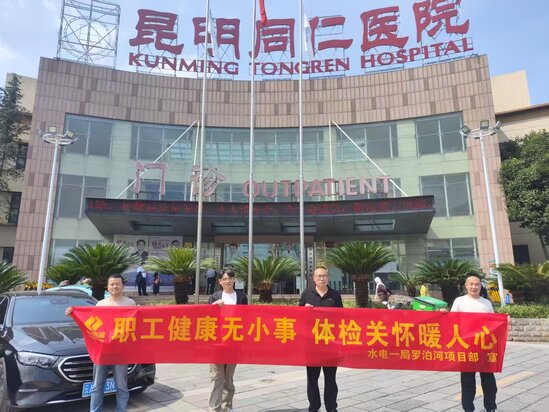 昆明同仁医院
KUNMING TONGREN HOSPITAL
门诊 OUTPATIENT
职工健康无小事 体检关怀暖人心
水电一局罗泊河项目部 宣